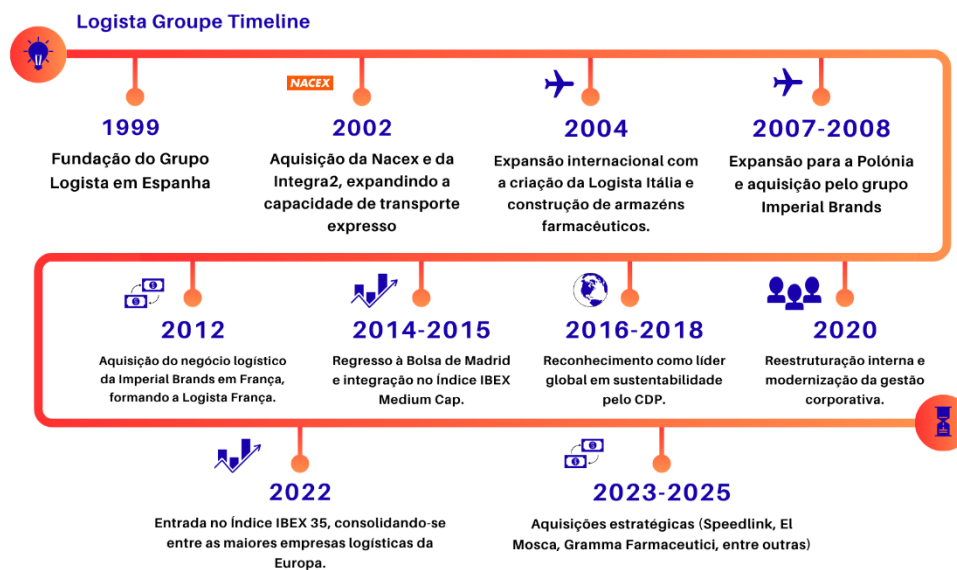 Logista Groupe Timeline
NACEX
1999
Fundação do Grupo
Logista em Espanha
2002
Aquisição da Nacex e da
Integra2, expandindo a
capacidade de transporte
expresso
2004
Expansão internacional com
a criação da Logista Itália e
construção de armazéns
farmacêuticos.
2007-2008
Expansão para a Polónia
e aquisição pelo grupo
Imperial Brands
2012
Aquisição do negócio logístico
da Imperial Brands em França,
formando a Logista França.
2014-2015
Regresso à Bolsa de Madrid
e integração no Índice IBEX
Medium Cap.
2016-2018
Reconhecimento como líder
global em sustentabilidade
pelo CDP.
2020
Reestruturação interna e
modernização da gestão
corporativa.
2022
Entrada no Índice IBEX 35, consolidando-se
entre as maiores empresas logísticas da
Europa.
2023-2025
Aquisições estratégicas (Speedlink, El
Mosca, Gramma Farmaceutici, entre outras)